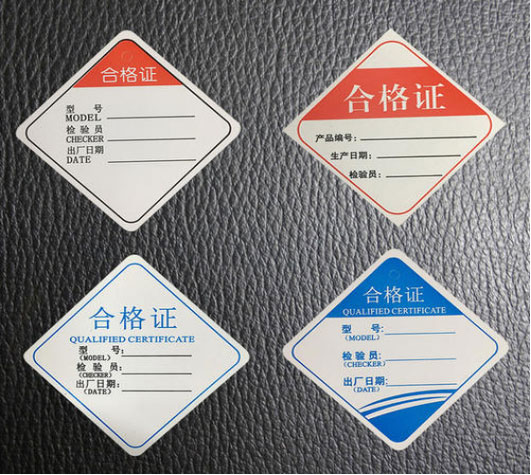 合格证
型 号
MODEL
检 验 员
CHECKER
出厂日期
DATE
合格证
产品编号：
生产日期：
检验员：
合格证
QUALIFIED CERTIFICATE
型 号：
（MODEL）
检 验 员：
（CHECKER）
出厂日期：
（DATE）
合格证
QUALIFIED CERTIFICATE
型 号：
（MODEL）
检 验 员：
（CHECKER）
出厂日期：
（DATE）